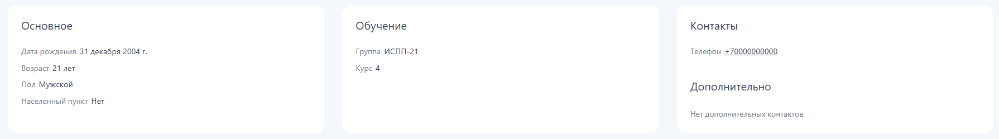 Основное
Дата рождения 31 декабря 2004 г.
Возраст 21 лет
Пол Мужской
Населенный пункт Нет
Обучение
Группа ИСПП-21
Курс 4
Контакты
Телефон +70000000000
Дополнительно
Нет дополнительных контактов